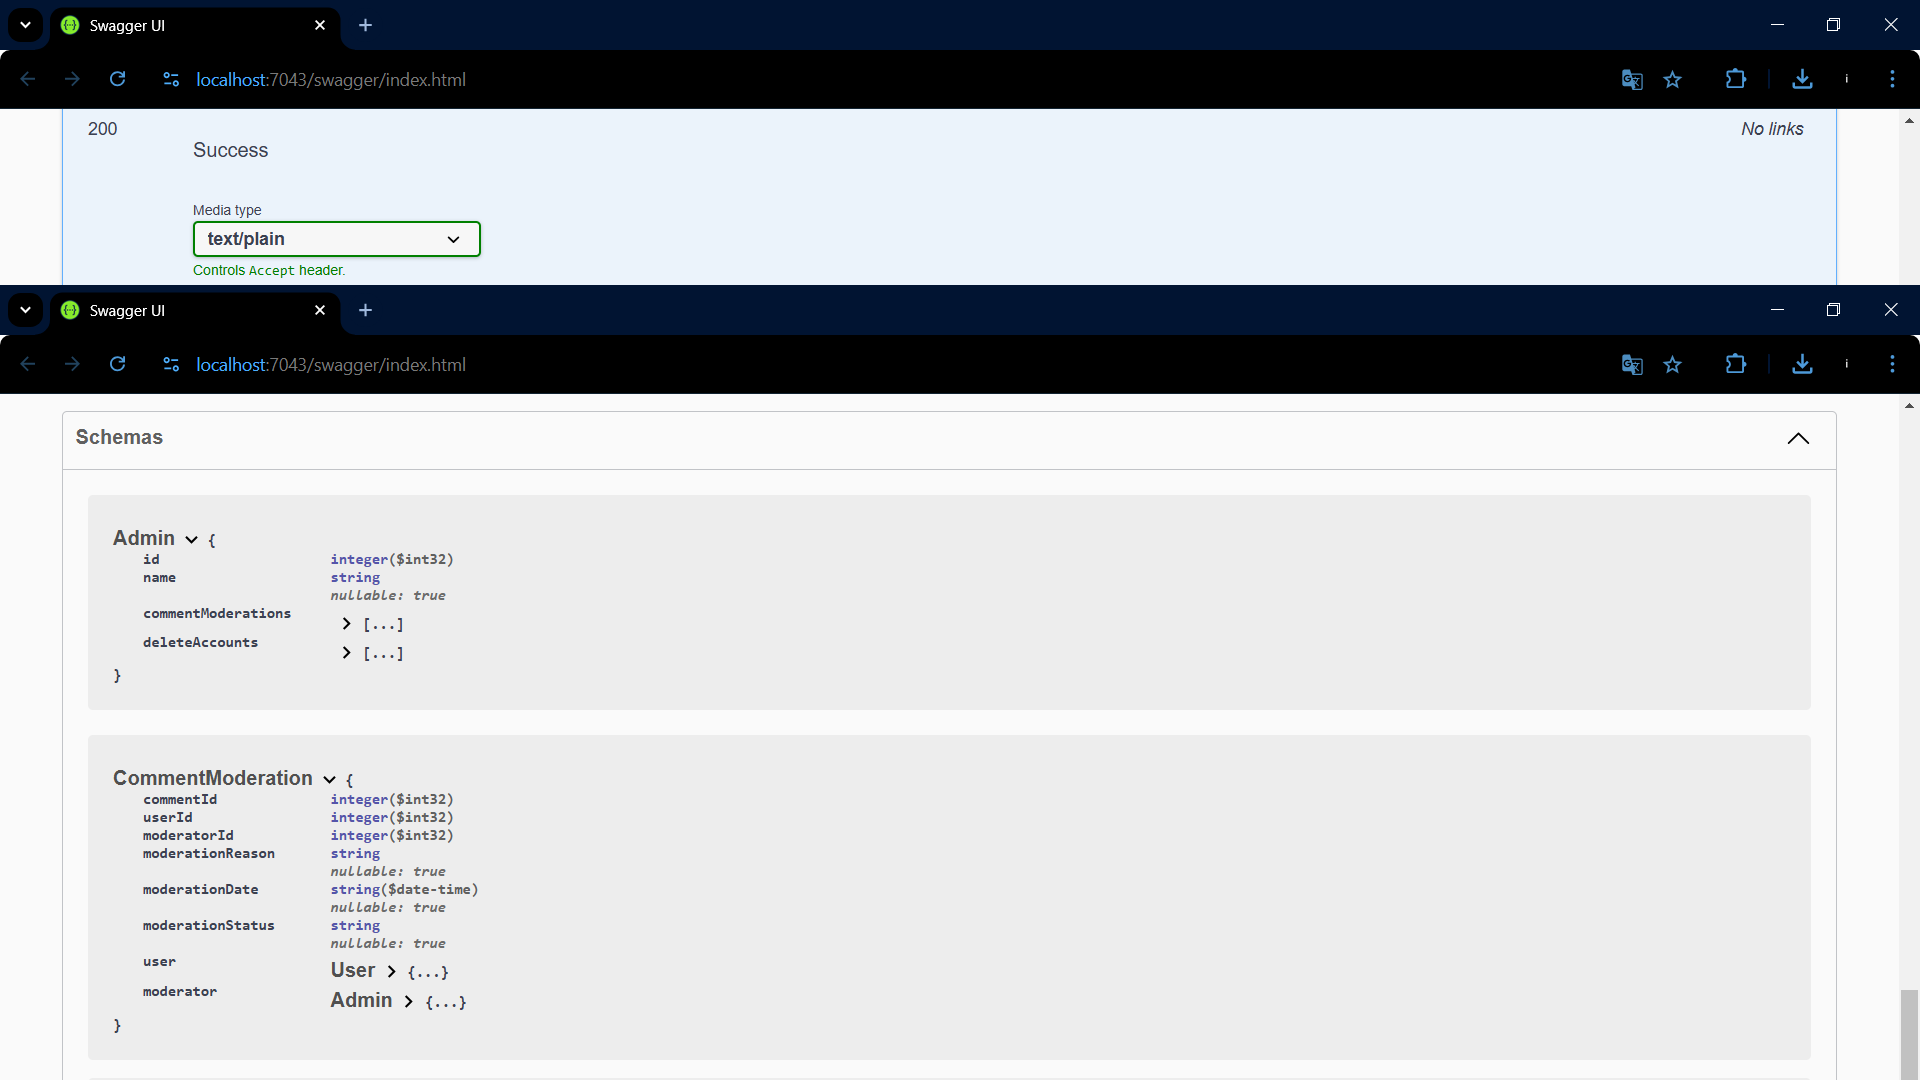 Swagger UI
localhost:7043/swagger/index.html
200
No links
Success
Media type
text/plain
Controls Accept header.
Swagger UI
localhost:7043/swagger/index.html
Schemas
Admin {
id integer($int32)
name string
nullable: true
commentModerations
[...]
deleteAccounts
[...]
}
CommentModeration {
commentId integer($int32)
userId integer($int32)
moderatorId integer($int32)
moderationReason string
nullable: true
moderationDate string($date-time)
nullable: true
moderationStatus string
nullable: true
user
User {...}
moderator
Admin {...}
}